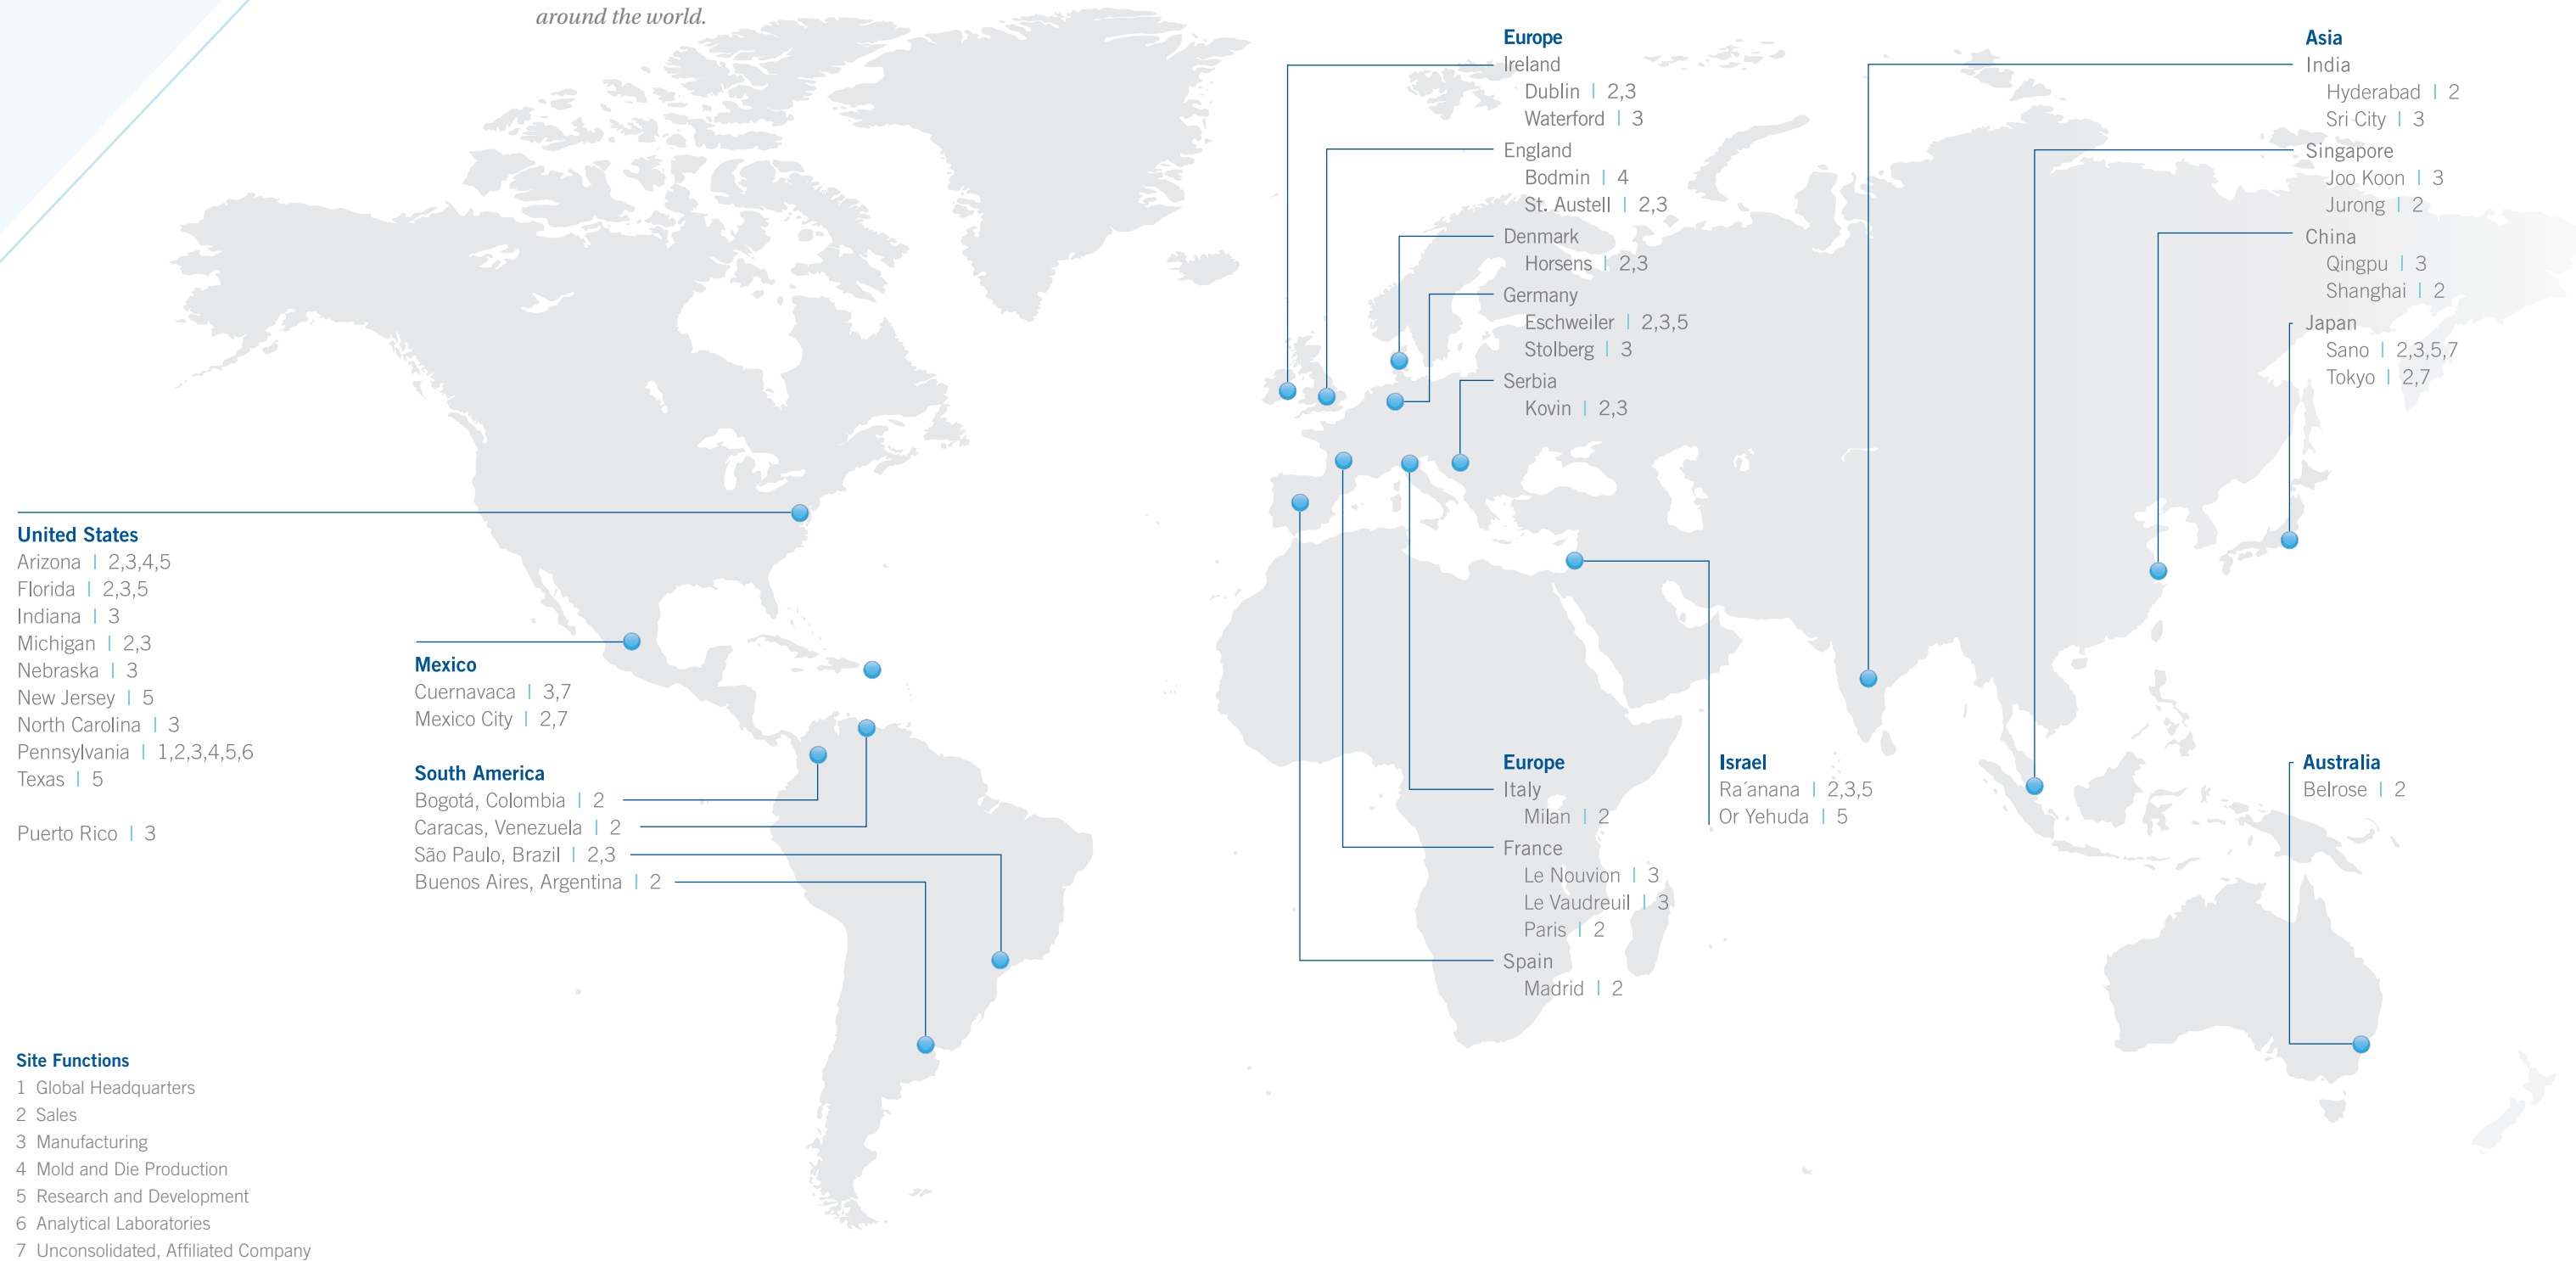 around the world.
United States
Arizona | 2,3,4,5
Florida | 2,3,5
Indiana | 3
Michigan | 2,3
Nebraska | 3
New Jersey | 5
North Carolina | 3
Pennsylvania | 1,2,3,4,5,6
Texas | 5
Puerto Rico | 3
Mexico
Cuernavaca | 3,7
Mexico City | 2,7
South America
Bogotá, Colombia | 2
Caracas, Venezuela | 2
São Paulo, Brazil | 2,3
Buenos Aires, Argentina | 2
Europe
Ireland
Dublin | 2,3
Waterford | 3
England
Bodmin | 4
St. Austell | 2,3
Denmark
Horsens | 2,3
Germany
Eschweiler | 2,3,5
Stolberg | 3
Serbia
Kovin | 2,3
Europe
Italy
Milan | 2
France
Le Nouvion | 3
Le Vaudreuil | 3
Paris | 2
Spain
Madrid | 2
Israel
Ra´anana | 2,3,5
Or Yehuda | 5
Asia
India
Hyderabad | 2
Sri City | 3
Singapore
Joo Koon | 3
Jurong | 2
China
Qingpu | 3
Shanghai | 2
Japan
Sano | 2,3,5,7
Tokyo | 2,7
Australia
Belrose | 2
Site Functions
1 Global Headquarters
2 Sales
3 Manufacturing
4 Mold and Die Production
5 Research and Development
6 Analytical Laboratories
7 Unconsolidated, Affiliated Company